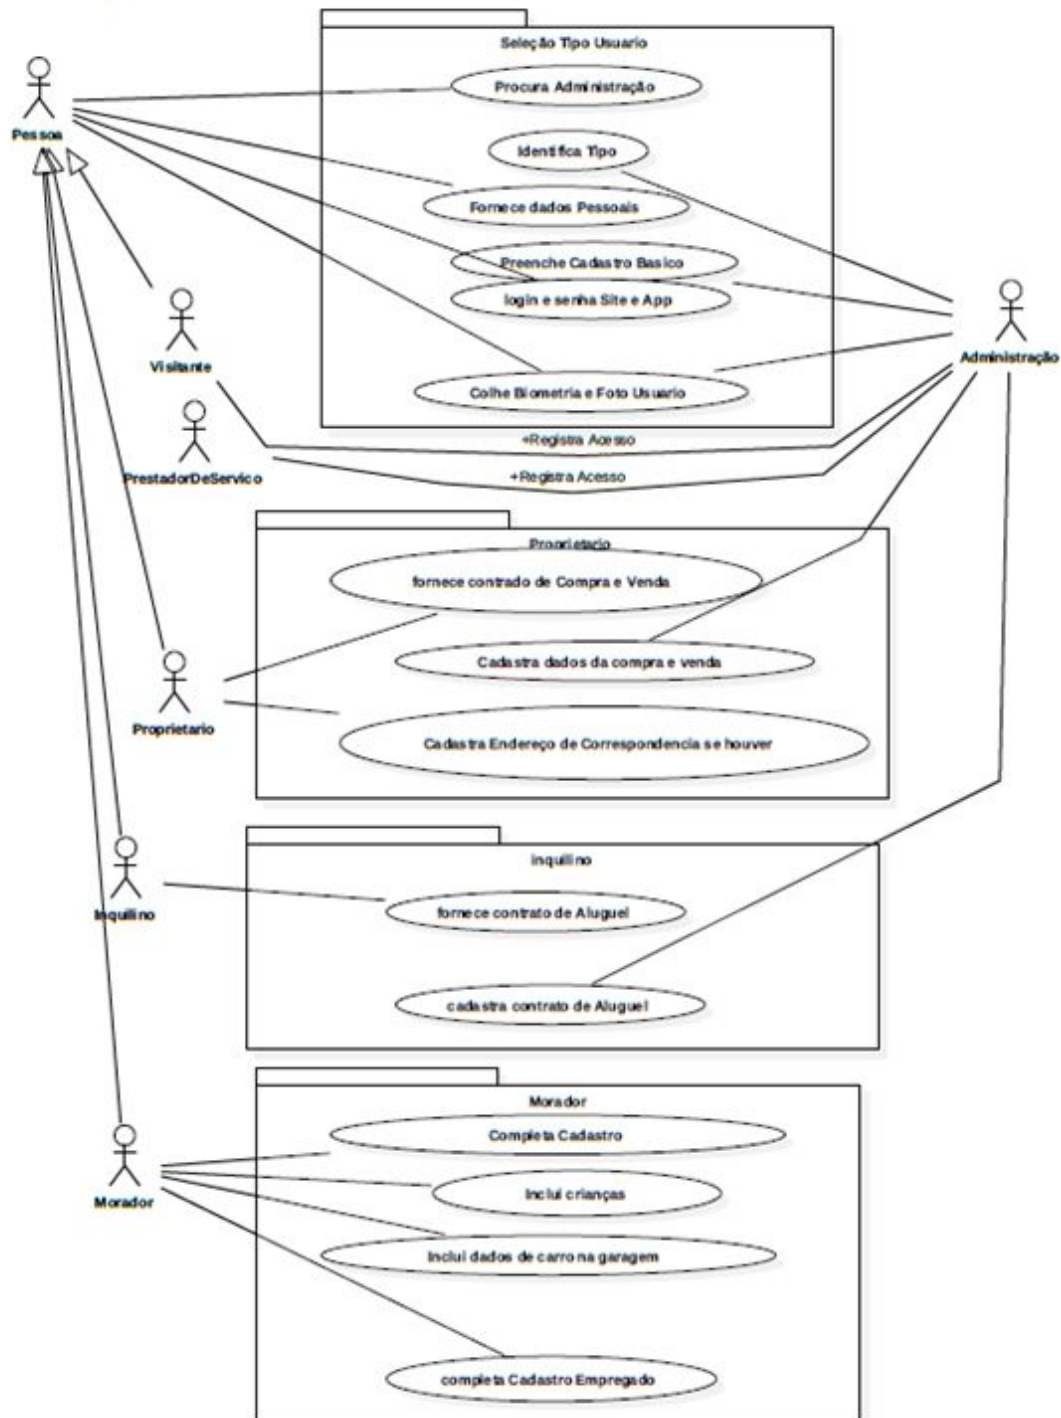 Seleção Tipo Usuario
Procura Administração
Pessoa
Identifica Tipo
Fornece dados Pessoais
Preenche Cadastro Basico
login e senha Site e App
Visitante
Administração
Colhe Biometria e Foto Usuario
+Registra Acesso
PrestadorDeServico
+Registra Acesso
Proprietario
fornece contrado de Compra e Venda
Cadastra dados da compra e venda
Proprietario
Cadastra Endereço de Correspondencia se houver
inquilino
fornece contrato de Aluguel
Inquilino
cadastra contrato de Aluguel
Morador
Completa Cadastro
Inclui crianças
Morador
Inclui dados de carro na garagem
completa Cadastro Empregado